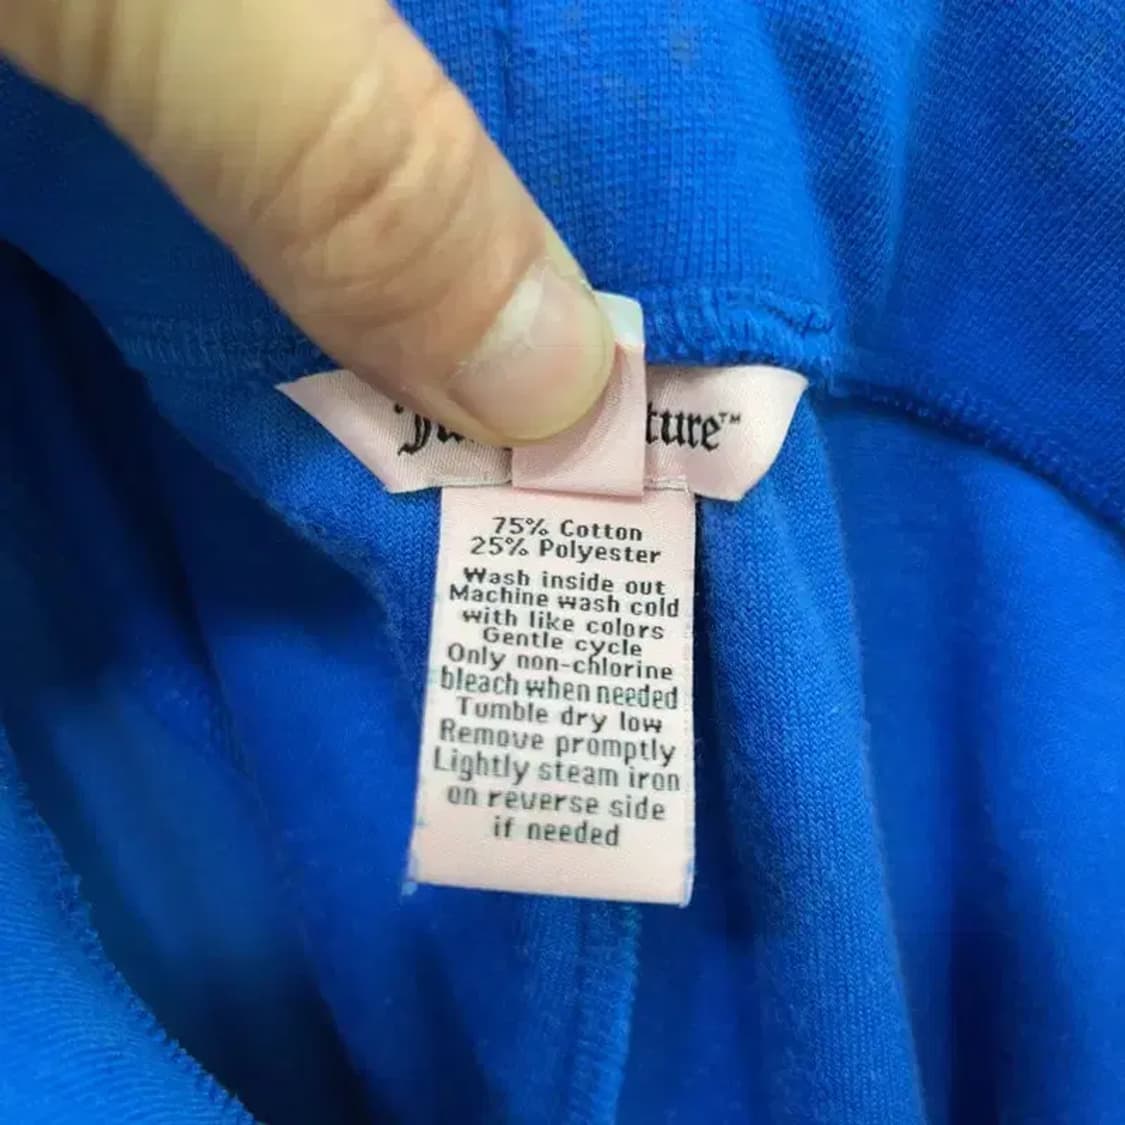 ture™
75% Cotton
25% Polyester
Wash inside out
Machine wash cold
with like colors
Gentle cycle
Only non-chlorine
bleach when needed
Tumble dry low
Remove promptly
Lightly steam iron
on reverse side
if needed